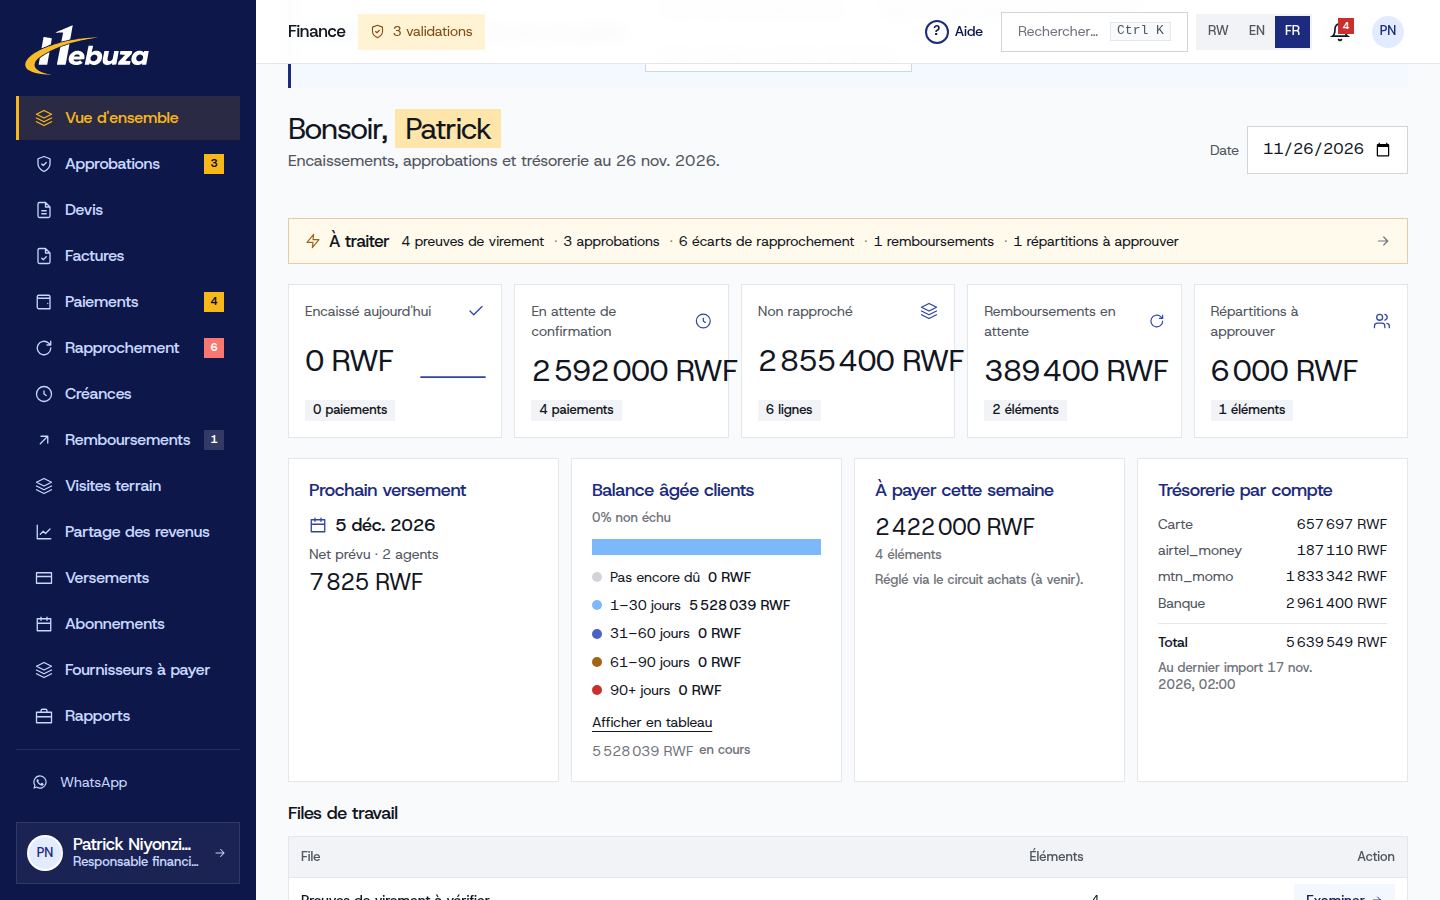 Hebuza
Vue d'ensemble
Approbations 3
Devis
Factures
Paiements 4
Rapprochement 6
Créances
Remboursements 1
Visites terrain
Partage des revenus
Versements
Abonnements
Fournisseurs à payer
Rapports
WhatsApp
PN Patrick Niyonzi...
Responsable financi...
Finance 3 validations
? Aide Rechercher... Ctrl K RW EN FR 4 PN
Bonsoir, Patrick
Encaissements, approbations et trésorerie au 26 nov. 2026.
Date 11/26/2026
À traiter 4 preuves de virement · 3 approbations · 6 écarts de rapprochement · 1 remboursements · 1 répartitions à approuver
Encaissé aujourd'hui
0 RWF
0 paiements
En attente de
confirmation
2 592 000 RWF
4 paiements
Non rapproché
2 855 400 RWF
6 lignes
Remboursements en
attente
389 400 RWF
2 éléments
Répartitions à
approuver
6 000 RWF
1 éléments
Prochain versement
5 déc. 2026
Net prévu · 2 agents
7 825 RWF
Balance âgée clients
0% non échu
Pas encore dû 0 RWF
1–30 jours 5 528 039 RWF
31–60 jours 0 RWF
61–90 jours 0 RWF
90+ jours 0 RWF
Afficher en tableau
5 528 039 RWF en cours
À payer cette semaine
2 422 000 RWF
4 éléments
Réglé via le circuit achats (à venir).
Trésorerie par compte
Carte 657 697 RWF
airtel_money 187 110 RWF
mtn_momo 1 833 342 RWF
Banque 2 961 400 RWF
Total 5 639 549 RWF
Au dernier import 17 nov.
2026, 02:00
Files de travail
File Éléments Action
Preuves de virement à vérifier 4 Examiner